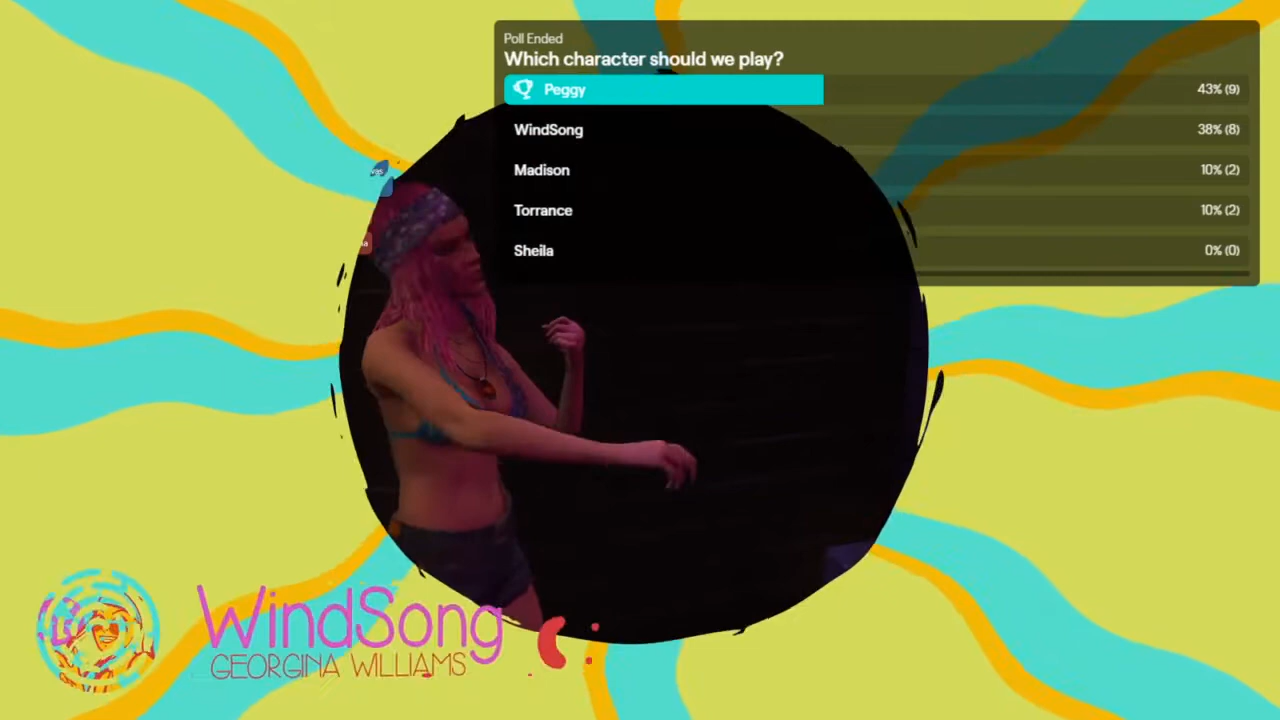 Poll Ended
Which character should we play?
Peggy 43% (9)
WindSong 38% (8)
Madison 10% (2)
Torrance 10% (2)
Sheila 0% (0)
WindSong
GEORGINA WILLIAMS